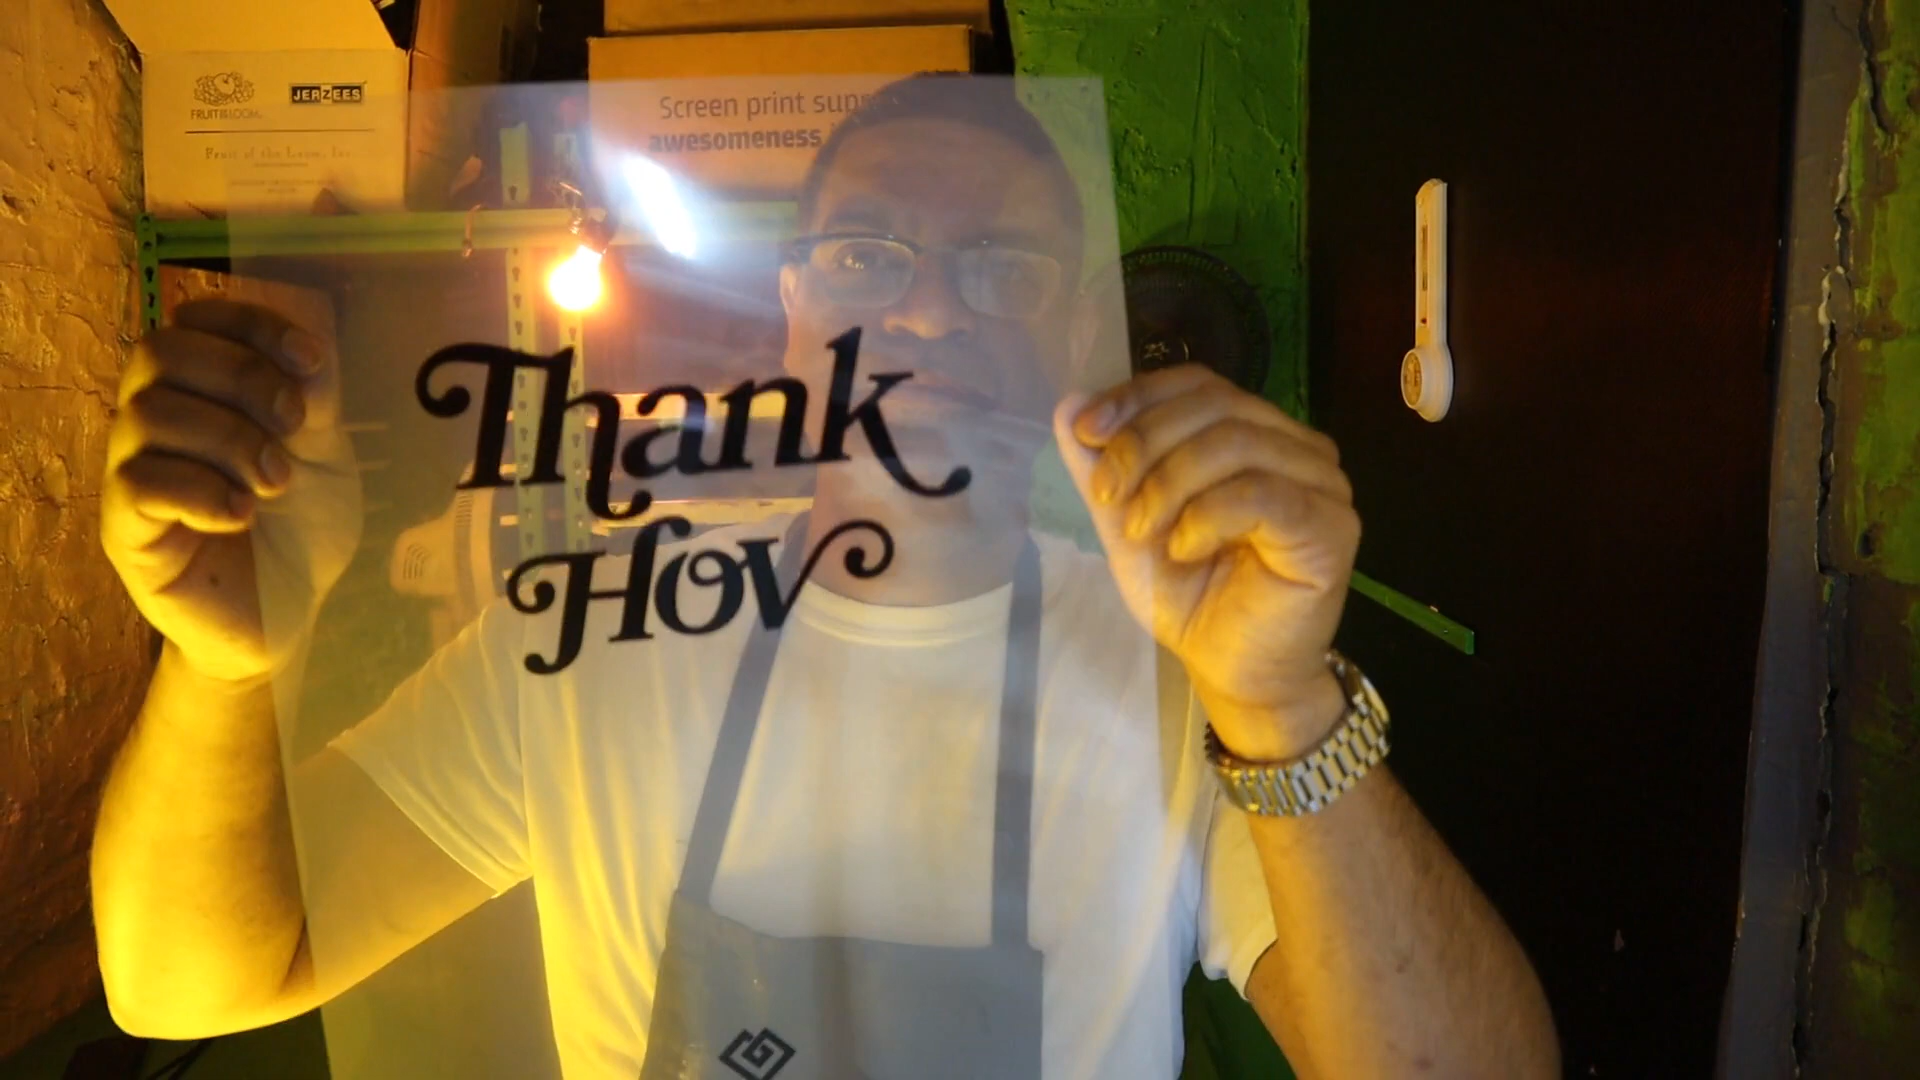 FRUIT OF THE LOOM.
JERZEES
Fruit of the Loom, Inc.
Screen print sup
awesomeness
Thank
Hov